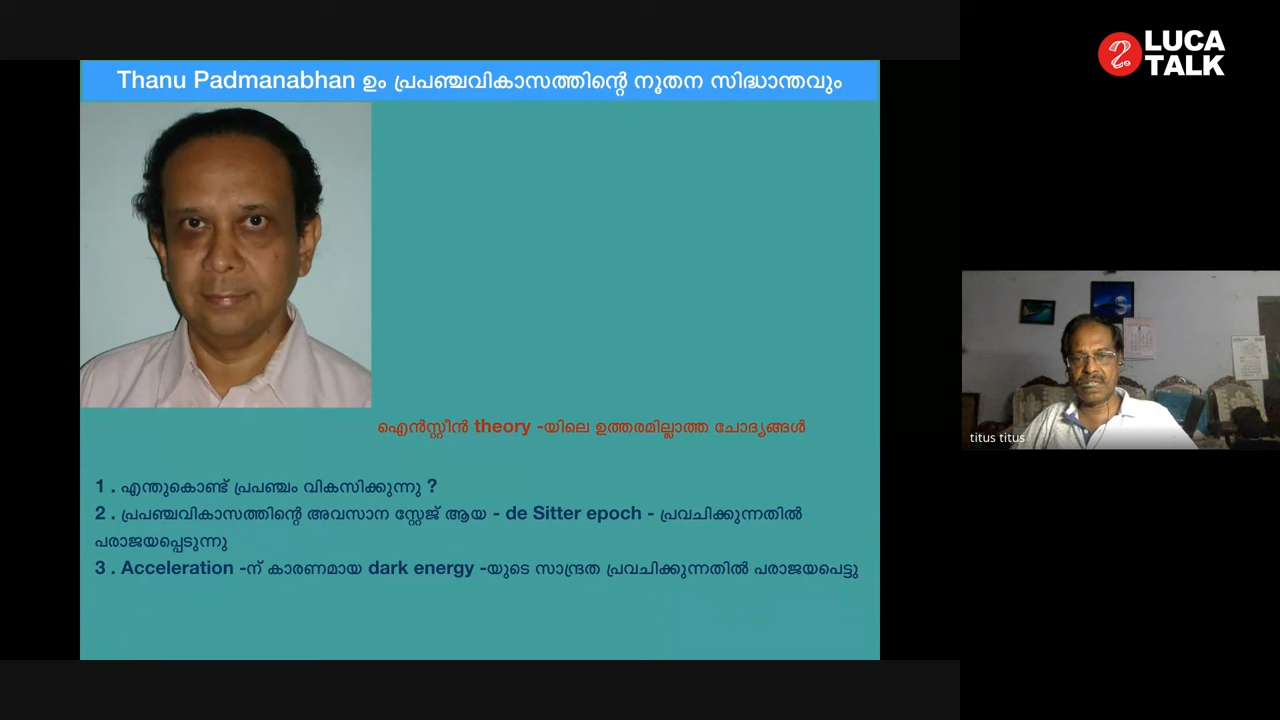 LUCA
TALK
Thanu Padmanabhan ഉം പ്രപഞ്ചവികാസത്തിന്റെ നൂതന സിദ്ധാന്തവും
ഐൻസ്റ്റീൻ theory -യിലെ ഉത്തരമില്ലാത്ത ചോദ്യങ്ങൾ
1 . എന്തുകൊണ്ട് പ്രപഞ്ചം വികസിക്കുന്നു ?
2 . പ്രപഞ്ചവികാസത്തിന്റെ അവസാന സ്റ്റേജ് ആയ - de Sitter epoch - പ്രവചിക്കുന്നതിൽ
പരാജയപ്പെടുന്നു
3 . Acceleration -ന് കാരണമായ dark energy -യുടെ സാന്ദ്രത പ്രവചിക്കുന്നതിൽ പരാജയപെട്ടു
titus titus